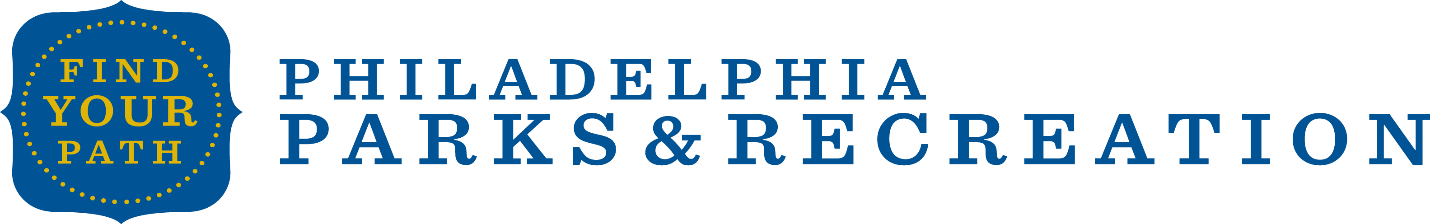 FIND
YOUR
PATH
PHILADELPHIA
PARKS & RECREATION